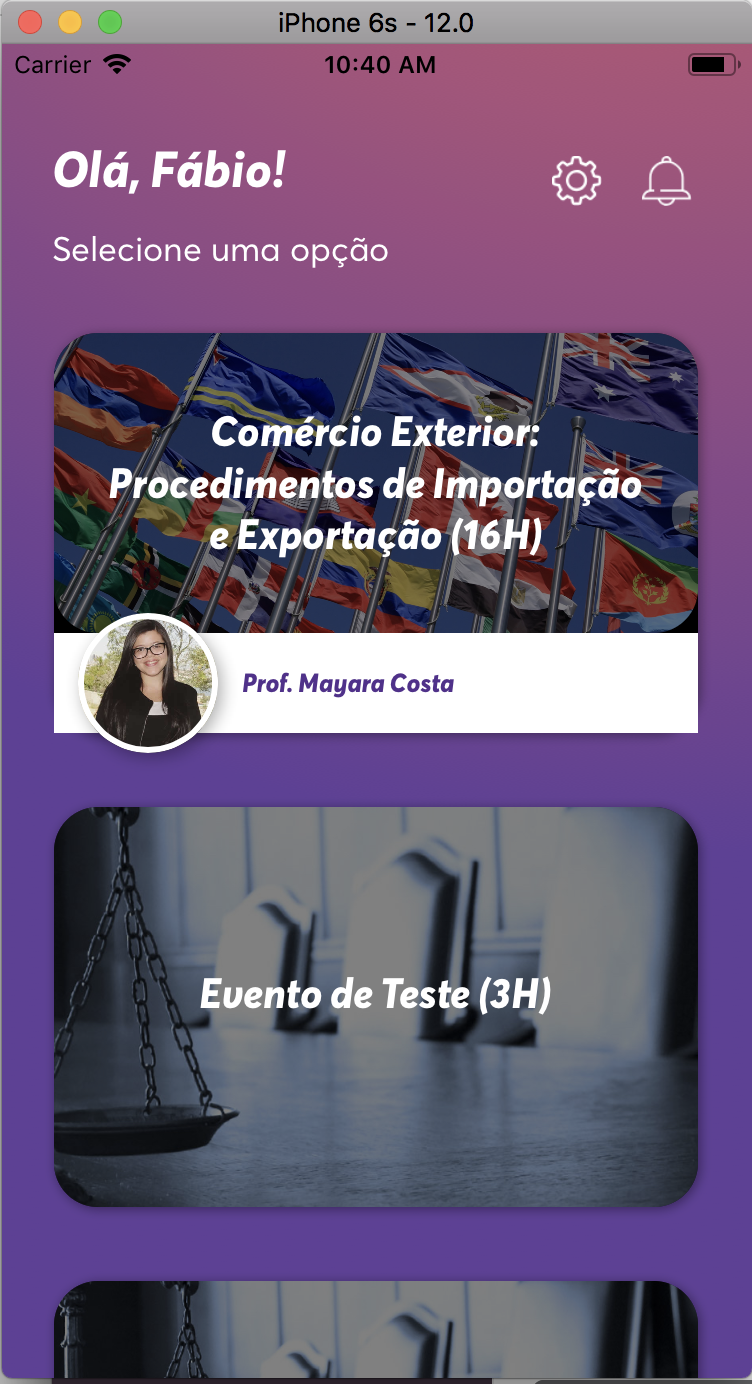 iPhone 6s - 12.0
Carrier 10:40 AM
Olá, Fábio!
Selecione uma opção
Comércio Exterior:
Procedimentos de Importação
e Exportação (16H)
Prof. Mayara Costa
Evento de Teste (3H)